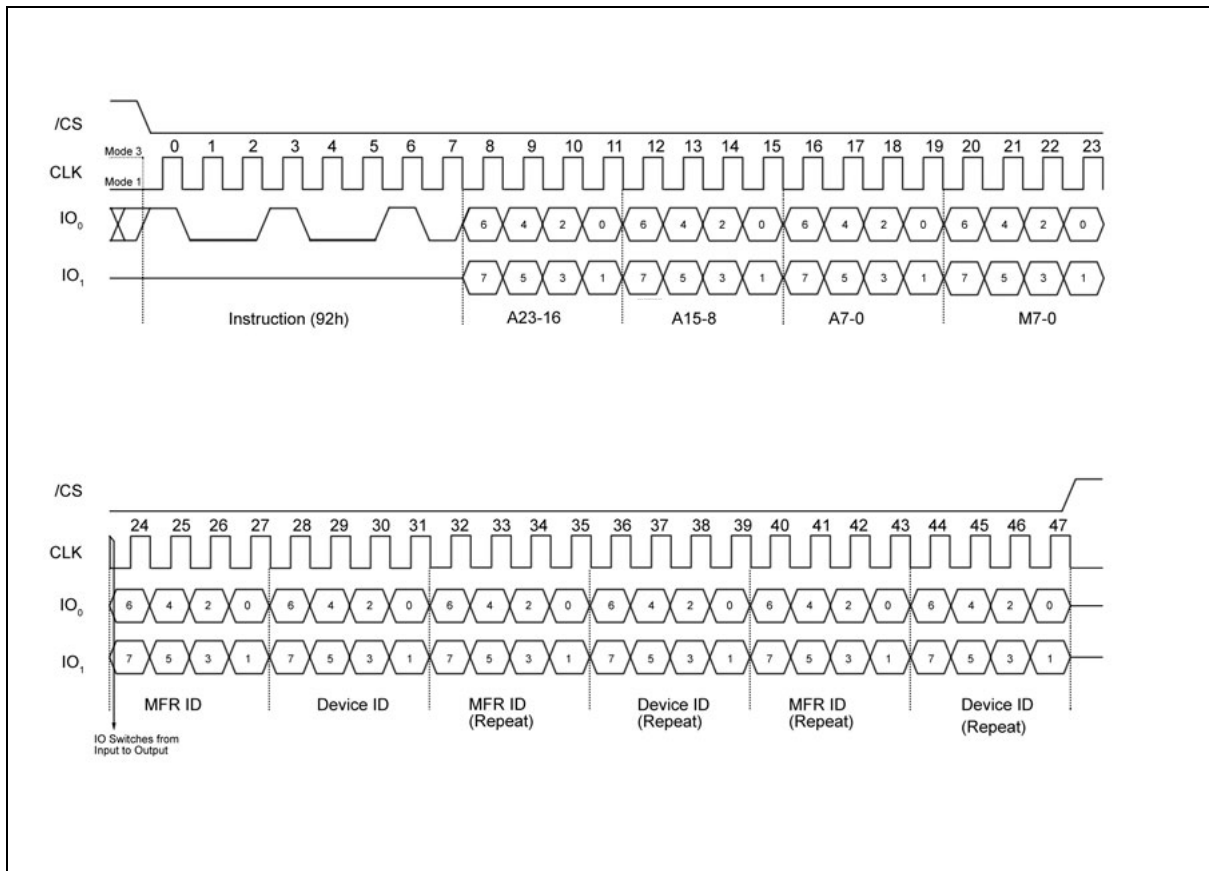 /CS
Mode 3
0 1 2 3 4 5 6 7 8 9 10 11 12 13 14 15 16 17 18 19 20 21 22 23
CLK
Mode 1
IO0 6 4 2 0 6 4 2 0 6 4 2 0 6 4 2 0
IO1 7 5 3 1 7 5 3 1 7 5 3 1 7 5 3 1
Instruction (92h) A23-16 A15-8 A7-0 M7-0
/CS
24 25 26 27 28 29 30 31 32 33 34 35 36 37 38 39 40 41 42 43 44 45 46 47
CLK
IO0 6 4 2 0 6 4 2 0 6 4 2 0 6 4 2 0 6 4 2 0 6 4 2 0
IO1 7 5 3 1 7 5 3 1 7 5 3 1 7 5 3 1 7 5 3 1 7 5 3 1
MFR ID Device ID MFR ID Device ID MFR ID Device ID
(Repeat) (Repeat) (Repeat) (Repeat)
IO Switches from
Input to Output